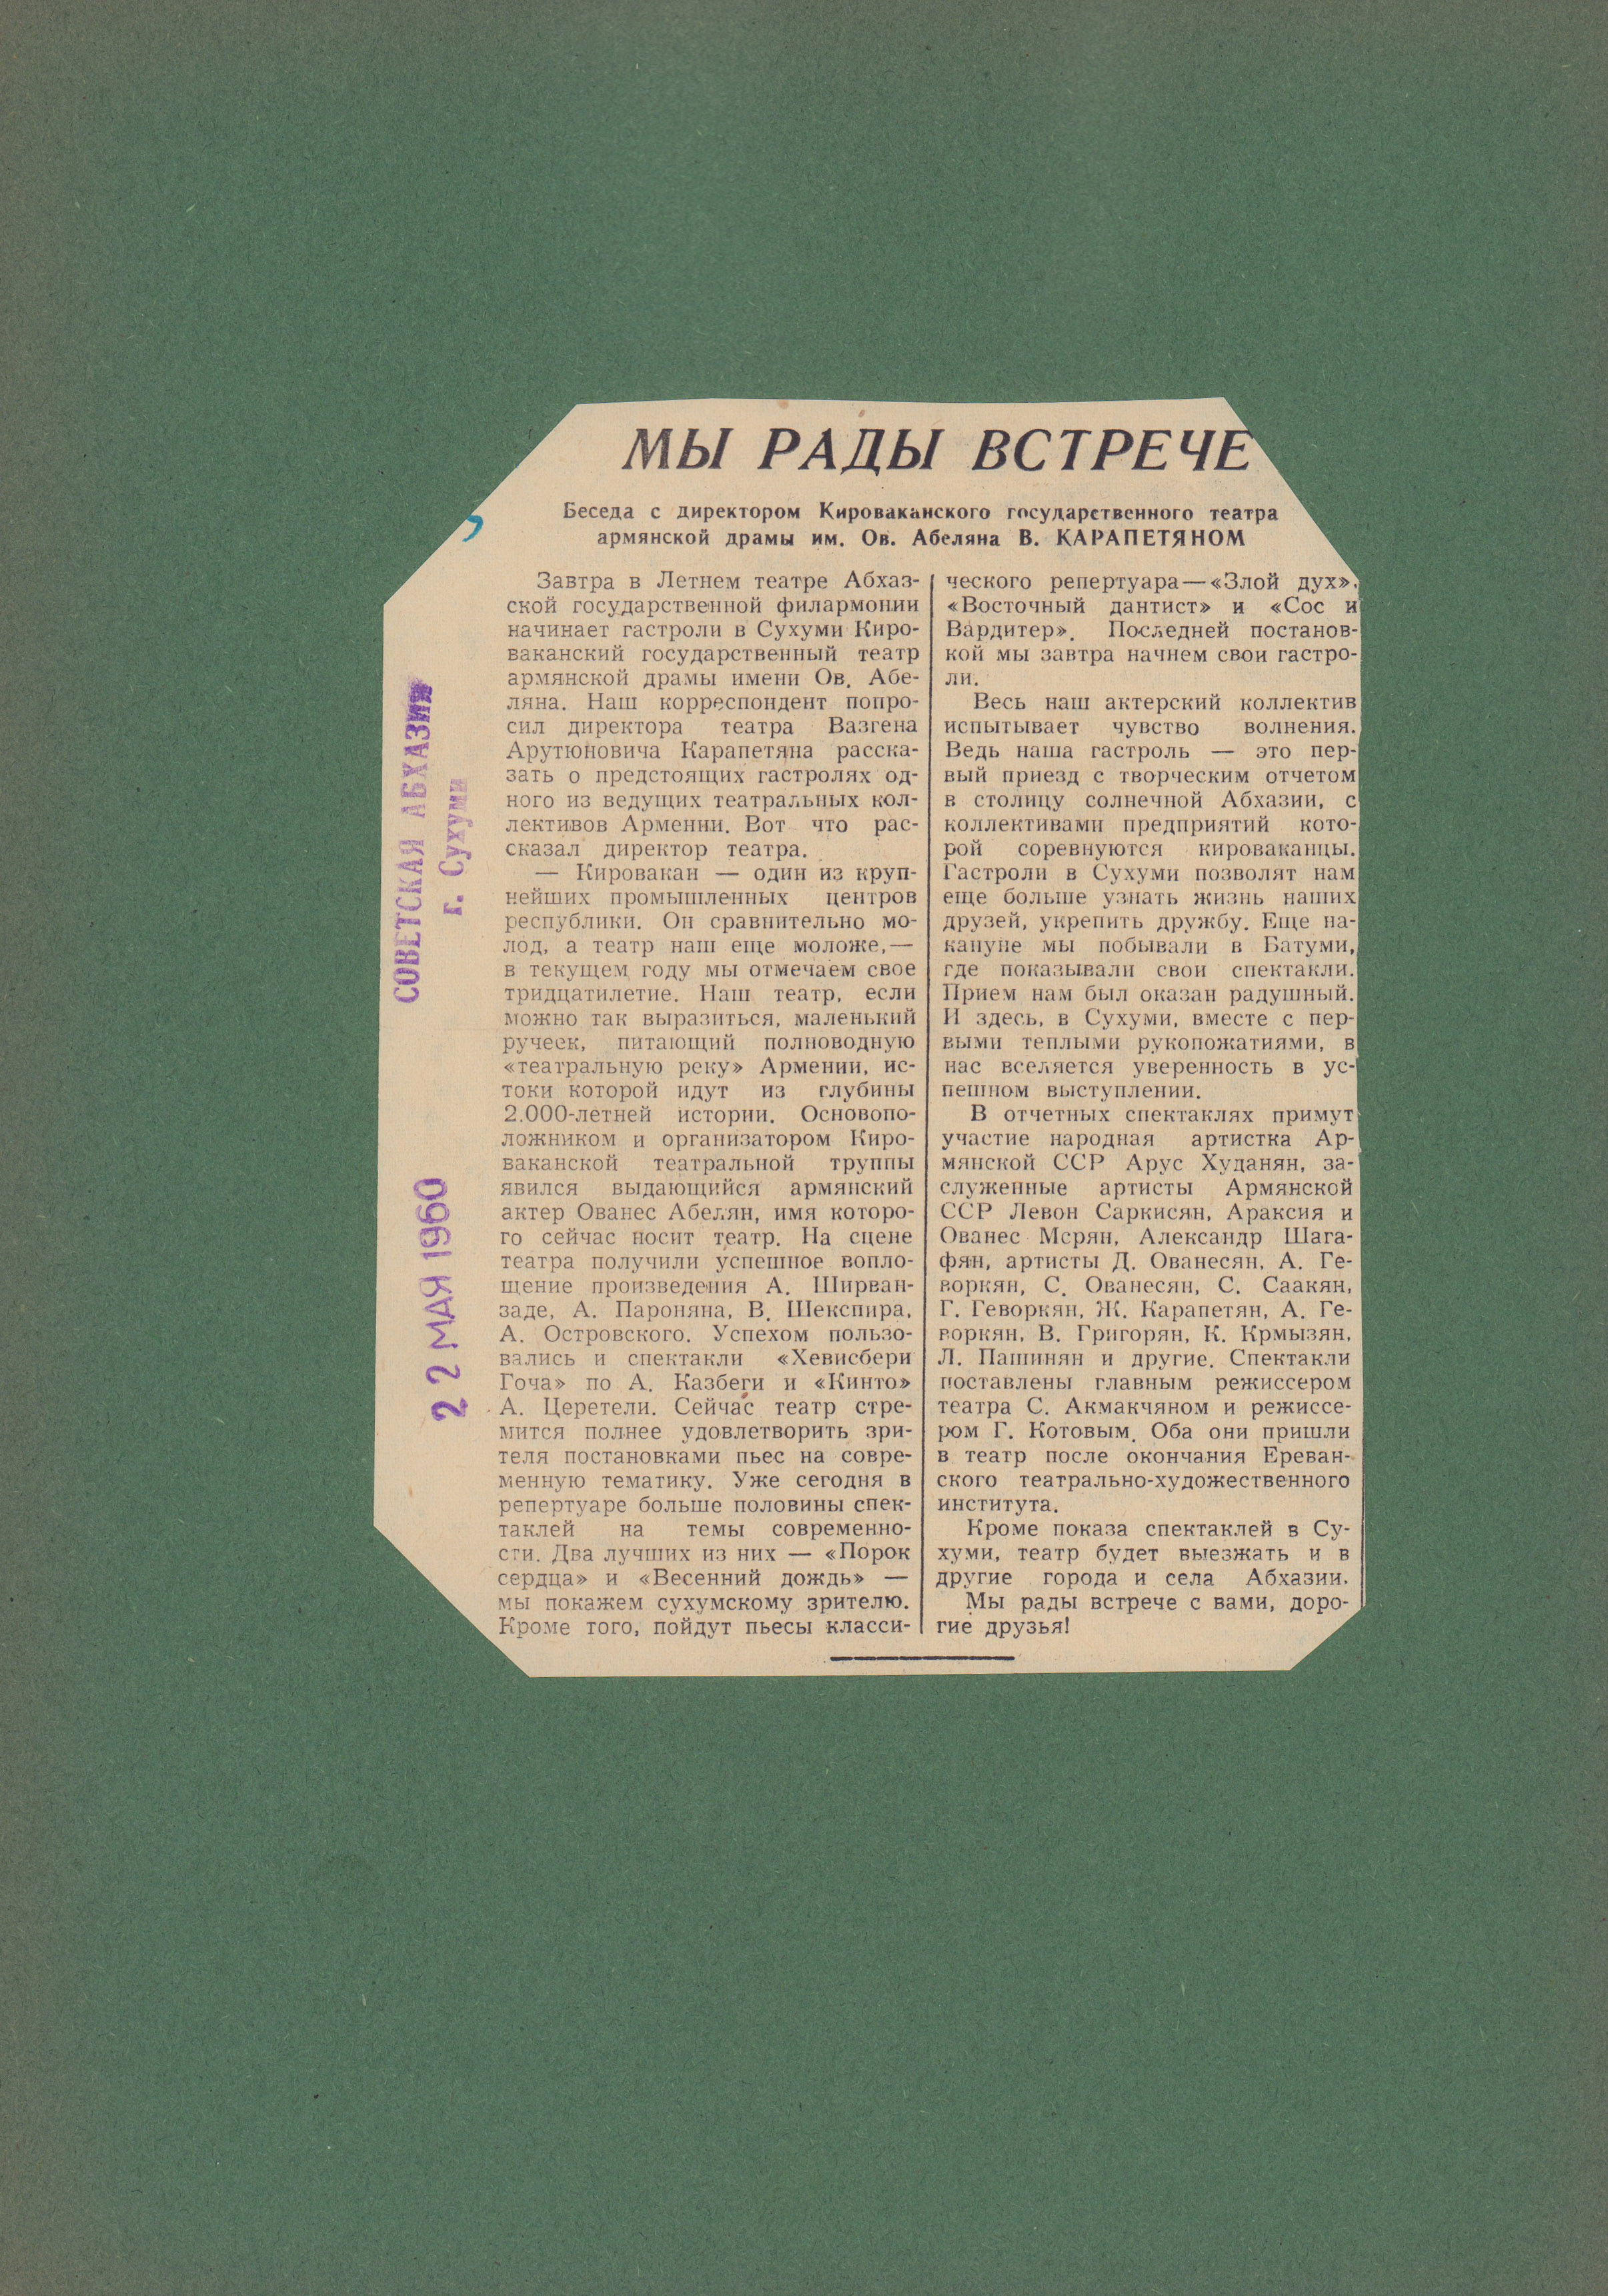 МЫ РАДЫ ВСТРЕЧЕ
Беседа с директором Кироваканского государственного театра
армянской драмы им. Ов. Абеляна В. КАРАПЕТЯНОМ
Завтра в Летнем театре Абхаз-
ской государственной филармонии
начинает гастроли в Сухуми Киро-
ваканский государственный театр
армянской драмы имени Ов. Абе-
ляна. Наш корреспондент попро-
сил директора театра Вазгена
Арутюновича Карапетяна расска-
зать о предстоящих гастролях од-
ного из ведущих театральных кол-
лективов Армении. Вот что рас-
сказал директор театра.
— Кировакан — один из круп-
нейших промышленных центров
республики. Он сравнительно мо-
лод, а театр наш еще моложе,—
в текущем году мы отмечаем свое
тридцатилетие. Наш театр, если
можно так выразиться, маленький
ручеек, питающий полноводную
«театральную реку» Армении, ис-
токи которой идут из глубины
2.000-летней истории. Основопо-
ложником и организатором Киро-
ваканской театральной труппы
явился выдающийся армянский
актер Ованес Абелян, имя которо-
го сейчас носит театр. На сцене
театра получили успешное вопло-
щение произведения А. Ширван-
заде, А. Пароняна, В. Шекспира,
А. Островского. Успехом пользо-
вались и спектакли «Хевисбери
Гоча» по А. Казбеги и «Кинто»
А. Церетели. Сейчас театр стре-
мится полнее удовлетворить зри-
теля постановками пьес на совре-
менную тематику. Уже сегодня в
репертуаре больше половины спек-
таклей на темы современно-
сти. Два лучших из них — «Порок
сердца» и «Весенний дождь» —
мы покажем сухумскому зрителю.
Кроме того, пойдут пьесы класси-
ческого репертуара—«Злой дух»,
«Восточный дантист» и «Сос и
Вардитер». Последней постанов-
кой мы завтра начнем свои гастро-
ли.
Весь наш актерский коллектив
испытывает чувство волнения.
Ведь наша гастроль — это пер-
вый приезд с творческим отчетом
в столицу солнечной Абхазии, с
коллективами предприятий кото-
рой соревнуются кироваканцы.
Гастроли в Сухуми позволят нам
еще больше узнать жизнь наших
друзей, укрепить дружбу. Еще на-
кануне мы побывали в Батуми,
где показывали свои спектакли.
Прием нам был оказан радушный.
И здесь, в Сухуми, вместе с пер-
выми теплыми рукопожатиями, в
нас вселяется уверенность в ус-
пешном выступлении.
В отчетных спектаклях примут
участие народная артистка Ар-
мянской ССР Арус Худанян, за-
служенные артисты Армянской
ССР Левон Саркисян, Араксия и
Ованес Мсрян, Александр Шага-
фян, артисты Д. Ованесян, А. Ге-
воркян, С. Ованесян, С. Саакян,
Г. Геворкян, Ж. Карапетян, А. Ге-
воркян, В. Григорян, К. Крмызян,
Л. Пашинян и другие. Спектакли
поставлены главным режиссером
театра С. Акмакчяном и режиссе-
ром Г. Котовым. Оба они пришли
в театр после окончания Ереван-
ского театрально-художественного
института.
Кроме показа спектаклей в Су-
хуми, театр будет выезжать и в
другие города и села Абхазии.
Мы рады встрече с вами, доро-
гие друзья!
СОВЕТСКАЯ АБХАЗИЯ
г. Сухуми
22 МАЯ 1960